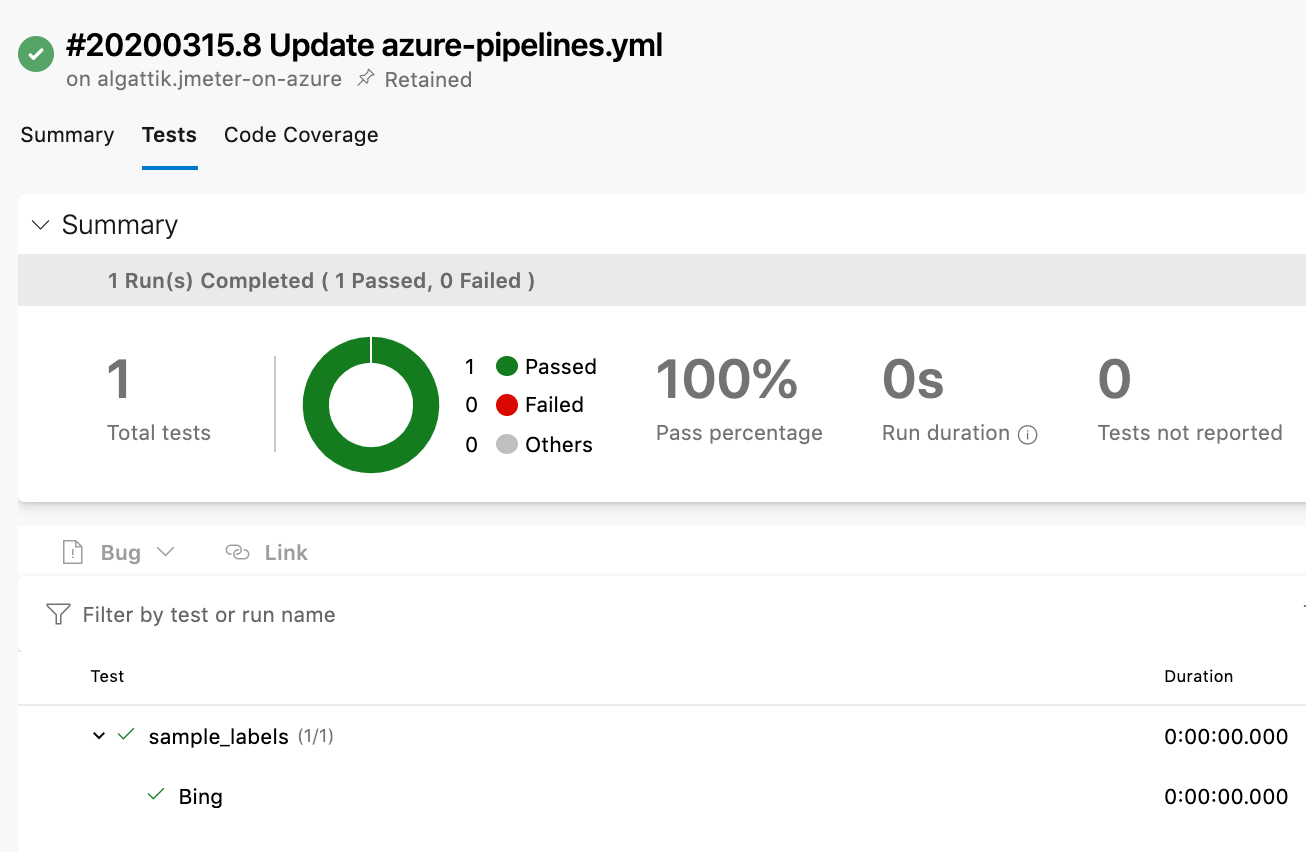 #20200315.8 Update azure-pipelines.yml
on algattik.jmeter-on-azure Retained
Summary Tests Code Coverage
Summary
1 Run(s) Completed ( 1 Passed, 0 Failed )
1
Total tests
1 Passed
0 Failed
0 Others
100%
Pass percentage
0s
Run duration
0
Tests not reported
Bug Link
Filter by test or run name
Test Duration
sample_labels (1/1) 0:00:00.000
Bing 0:00:00.000